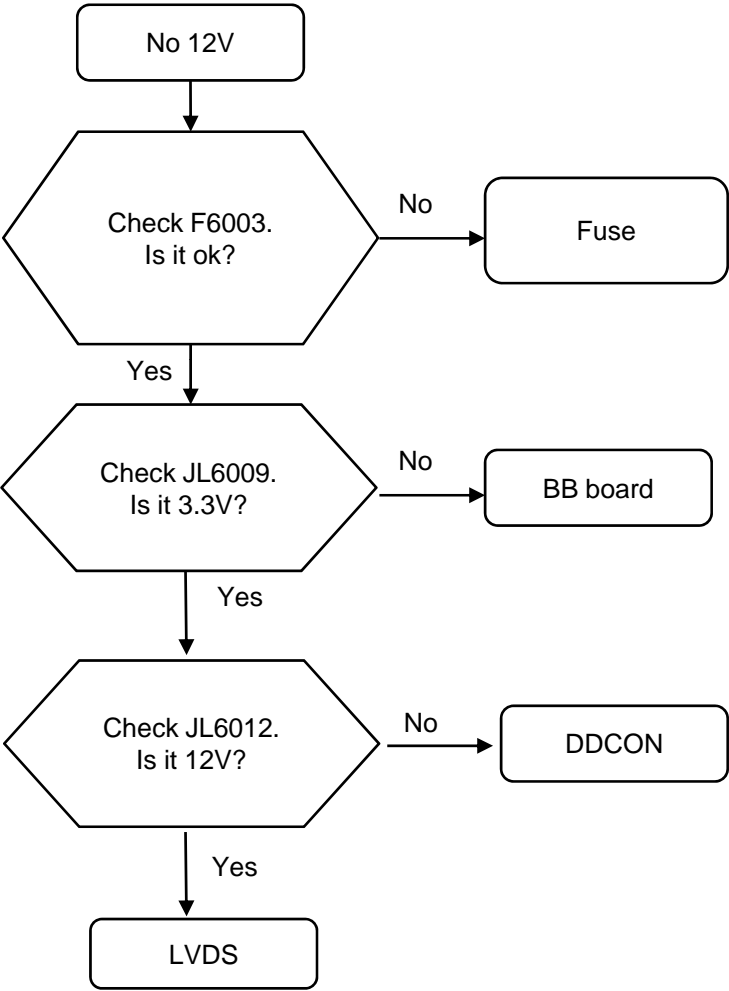 No 12V
Check F6003.
Is it ok?
No
Fuse
Yes
Check JL6009.
Is it 3.3V?
No
BB board
Yes
Check JL6012.
Is it 12V?
No
DDCON
Yes
LVDS